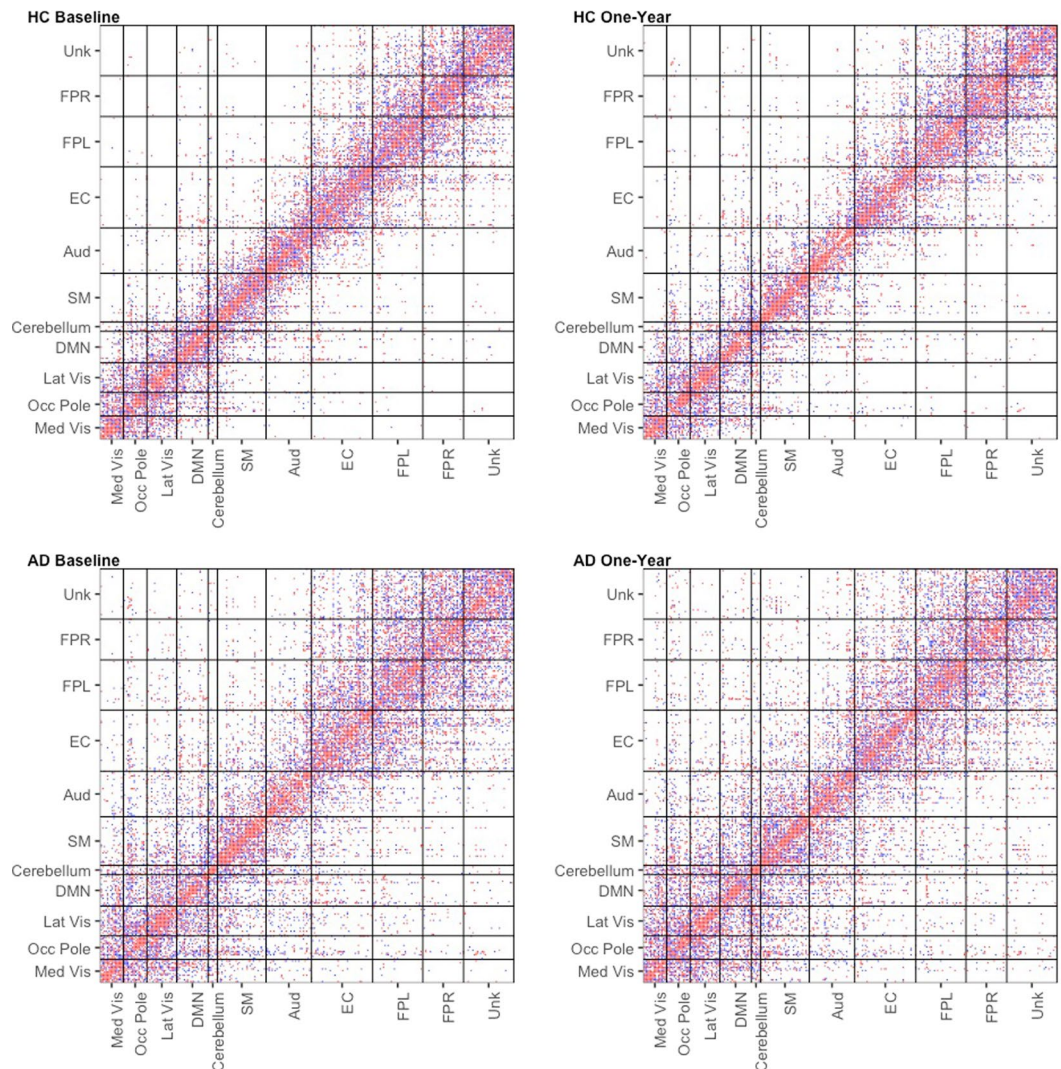 HC Baseline
Unk
FPR
FPL
EC
Aud
SM
Cerebellum
DMN
Lat Vis
Occ Pole
Med Vis
Med Vis
Occ Pole
Lat Vis
DMN
Cerebellum
SM
Aud
EC
FPL
FPR
Unk
HC One-Year
Unk
FPR
FPL
EC
Aud
SM
Cerebellum
DMN
Lat Vis
Occ Pole
Med Vis
Med Vis
Occ Pole
Lat Vis
DMN
Cerebellum
SM
Aud
EC
FPL
FPR
Unk
AD Baseline
Unk
FPR
FPL
EC
Aud
SM
Cerebellum
DMN
Lat Vis
Occ Pole
Med Vis
Med Vis
Occ Pole
Lat Vis
DMN
Cerebellum
SM
Aud
EC
FPL
FPR
Unk
AD One-Year
Unk
FPR
FPL
EC
Aud
SM
Cerebellum
DMN
Lat Vis
Occ Pole
Med Vis
Med Vis
Occ Pole
Lat Vis
DMN
Cerebellum
SM
Aud
EC
FPL
FPR
Unk